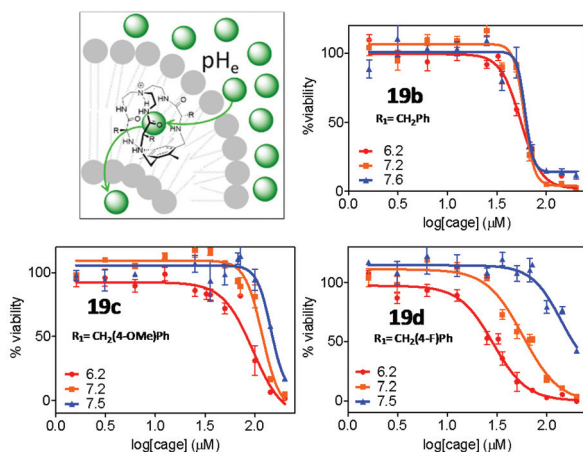 pHe
H
N
O
NH
O
HN
R
R
R
O
NH
HN
%viability
100
50
0
19b
R1= CH2Ph
6.2
7.2
7.6
0.0 0.5 1.0 1.5 2.0
log[cage] (μM)
% viability
100
50
0
19c
R1= CH2(4-OMe)Ph
6.2
7.2
7.5
0.0 0.5 1.0 1.5 2.0
log[cage] (μM)
% viability
100
50
0
19d
R1= CH2(4-F)Ph
6.2
7.2
7.5
0.0 0.5 1.0 1.5 2.0
log[cage] (μM)